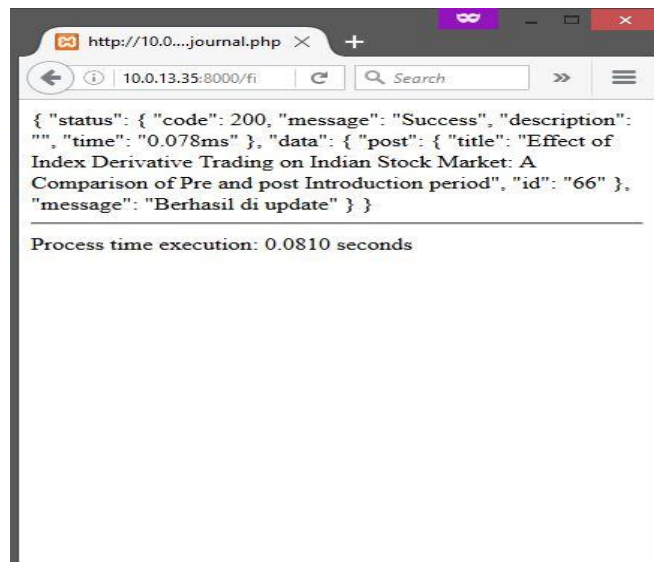 http://10.0....journal.php
10.0.13.35:8000/fi
Search
{ "status": { "code": 200, "message": "Success", "description":
"", "time": "0.078ms" }, "data": { "post": { "title": "Effect of
Index Derivative Trading on Indian Stock Market: A
Comparison of Pre and post Introduction period", "id": "66" },
"message": "Berhasil di update" } }
Process time execution: 0.0810 seconds